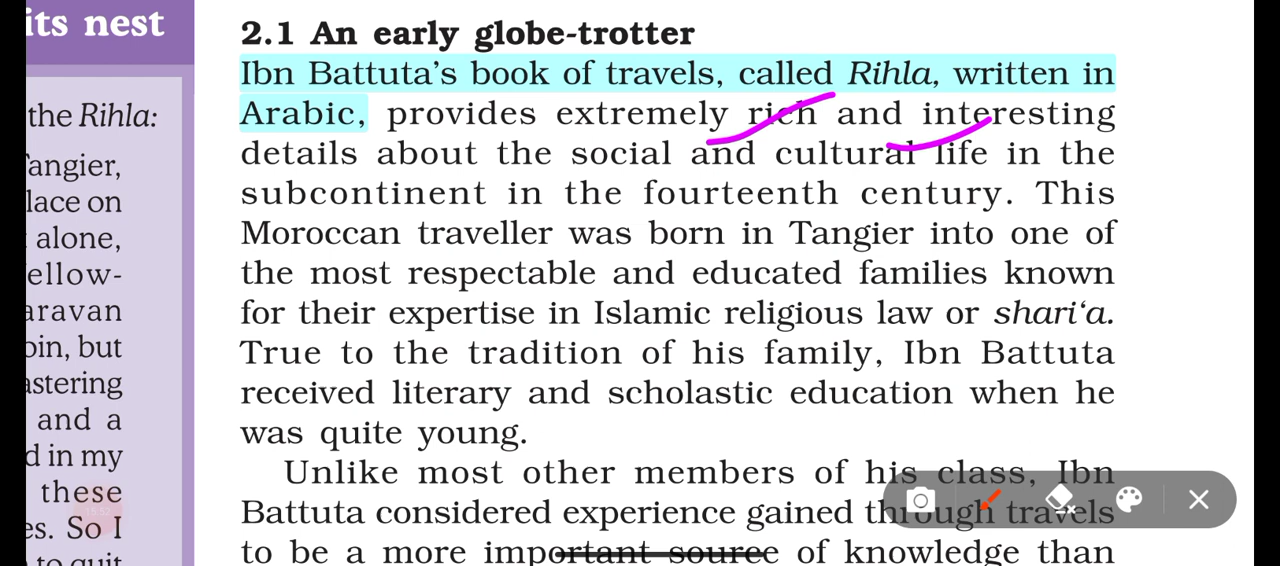 its nest
the Rihla:
Tangier,
lace on
alone,
fellow-
aravan
oin, but
astering
and a
d in my
these
es. So I
to quit
2.1 An early globe-trotter
Ibn Battuta’s book of travels, called Rihla, written in
Arabic, provides extremely rich and interesting
details about the social and cultural life in the
subcontinent in the fourteenth century. This
Moroccan traveller was born in Tangier into one of
the most respectable and educated families known
for their expertise in Islamic religious law or shari‘a.
True to the tradition of his family, Ibn Battuta
received literary and scholastic education when he
was quite young.
Unlike most other members of his class, Ibn
Battuta considered experience gained through travels
to be a more important source of knowledge than